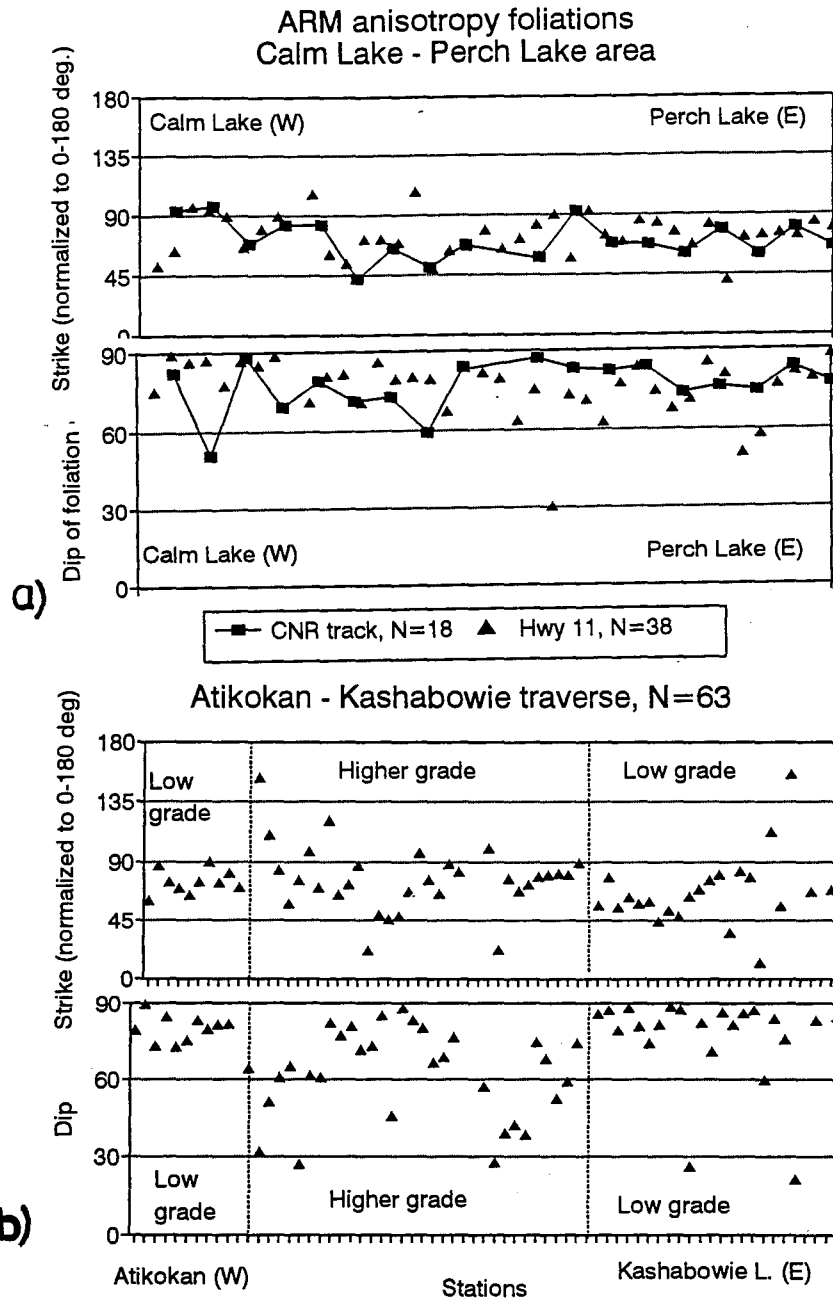 ARM anisotropy foliations
Calm Lake - Perch Lake area
Strike (normalized to 0-180 deg.)
180
135
90
45
0
Calm Lake (W)
Perch Lake (E)
Dip of foliation
90
60
30
0
Calm Lake (W)
Perch Lake (E)
a)
CNR track, N=18
Hwy 11, N=38
Atikokan - Kashabowie traverse, N=63
Strike (normalized to 0-180 deg)
180
135
90
45
0
Low
grade
Higher grade
Low grade
Dip
90
60
30
0
Low
grade
Higher grade
Low grade
b)
Atikokan (W)
Stations
Kashabowie L. (E)